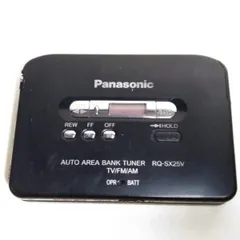 Panasonic
REW FF OFF HOLD
AUTO AREA BANK TUNER RQ-SX25V
TV/FM/AM
OPR BATT